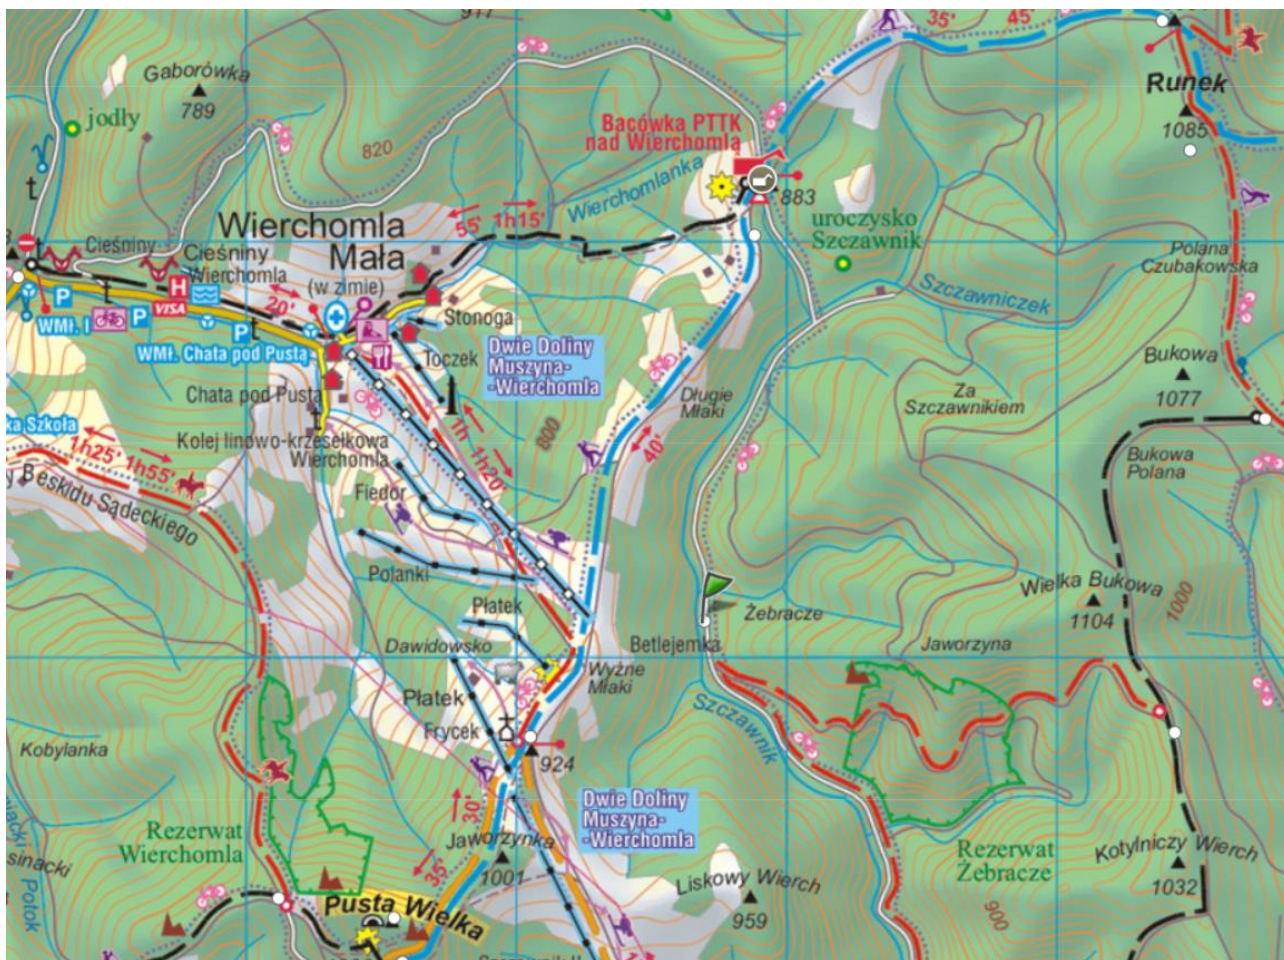 917
35'
45'
Gaborówka
789
jodły
820
Runek
1085
Bacówka PTTK
nad Wierchomlą
Wierchomlanka
883
uroczysko
Szczawnik
Polana
Czubakowska
55'
1h15'
Wierchomla
Mała
(w zimie)
Cieśniny
Cieśniny
Wierchomla
20'
H
VISA
P
P
P
t
t
t
t
WMł. I
WMł. Chata pod Pustą
Stonoga
Toczek
Dwie Doliny
Muszyna-
-Wierchomla
Szczawniczek
Bukowa
1077
Za
Szczawnikiem
Długie
Młaki
Chata pod Pustą
Kolej linowo-krzesełkowa
Wierchomla
ka Szkoła
1h25'
1h55'
1h
1h20'
800
40'
Bukowa
Polana
Fiedor
y Beskidu Sądeckiego
Polanki
Płatek
Wielka Bukowa
1104
1000
Żebracze
Betlejemka
Jaworzyna
Dawidowsko
Wyżne
Młaki
Płatek
Frycek
Szczawnik
Kobylanka
924
Dwie Doliny
Muszyna-
-Wierchomla
30'
35'
Jaworzynka
1001
Rezerwat
Wierchomla
Rezerwat
Żebracze
Kotylniczy Wierch
1032
Liskowy Wierch
959
900
sinacki
Potok
Pusta Wielka